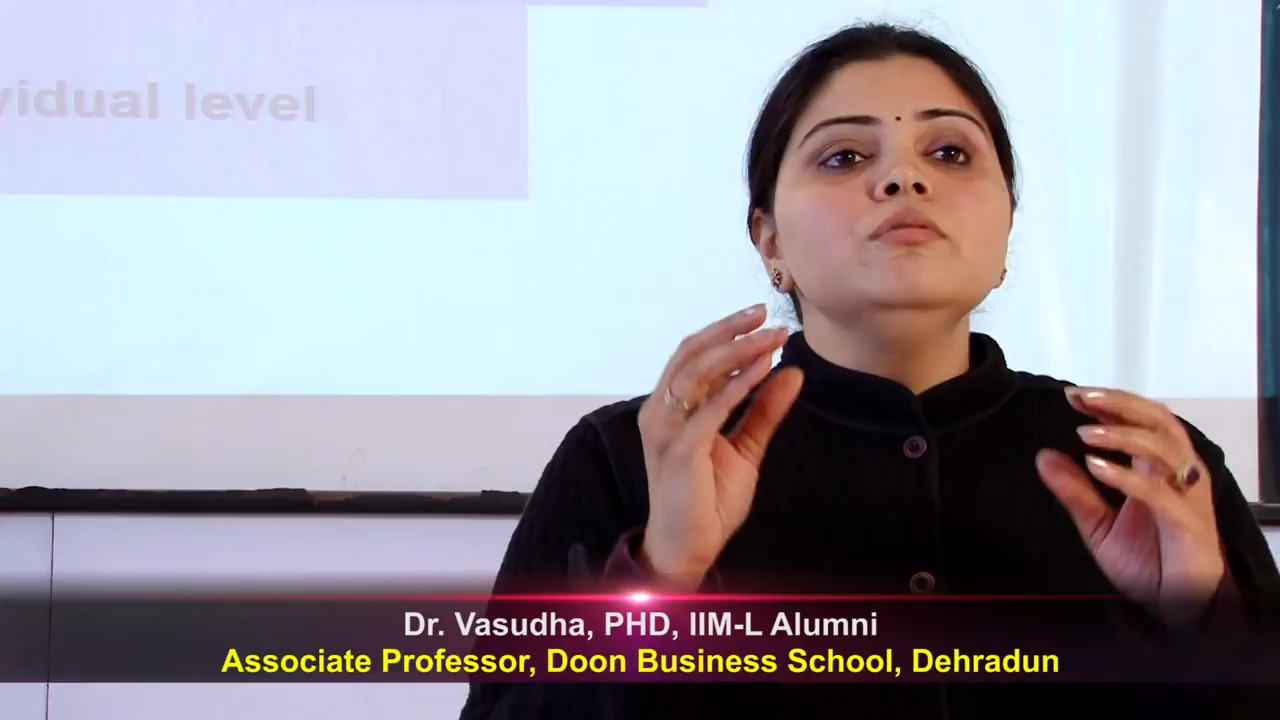 vidual level
Dr. Vasudha, PHD, IIM-L Alumni
Associate Professor, Doon Business School, Dehradun